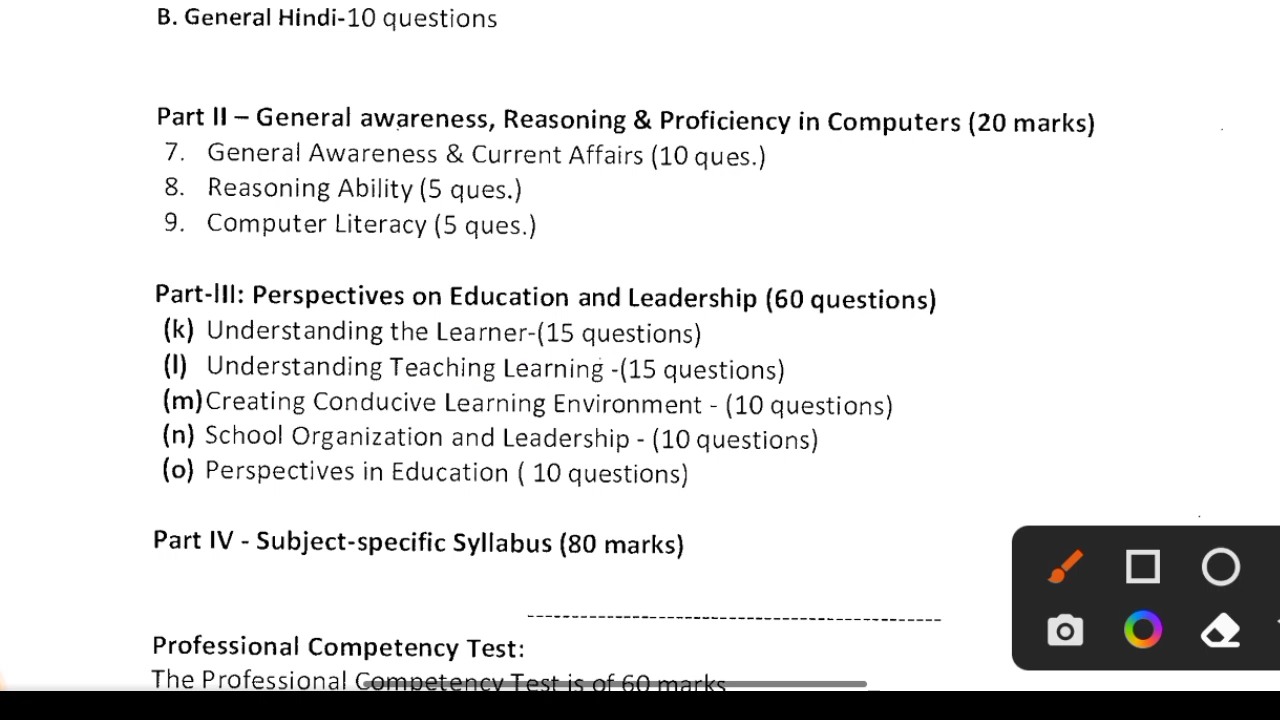 B. General Hindi-10 questions
Part II – General awareness, Reasoning & Proficiency in Computers (20 marks)
7. General Awareness & Current Affairs (10 ques.)
8. Reasoning Ability (5 ques.)
9. Computer Literacy (5 ques.)
Part-III: Perspectives on Education and Leadership (60 questions)
(k) Understanding the Learner-(15 questions)
(l) Understanding Teaching Learning -(15 questions)
(m) Creating Conducive Learning Environment - (10 questions)
(n) School Organization and Leadership - (10 questions)
(o) Perspectives in Education ( 10 questions)
Part IV - Subject-specific Syllabus (80 marks)
Professional Competency Test:
The Professional Competency Test is of 60 marks